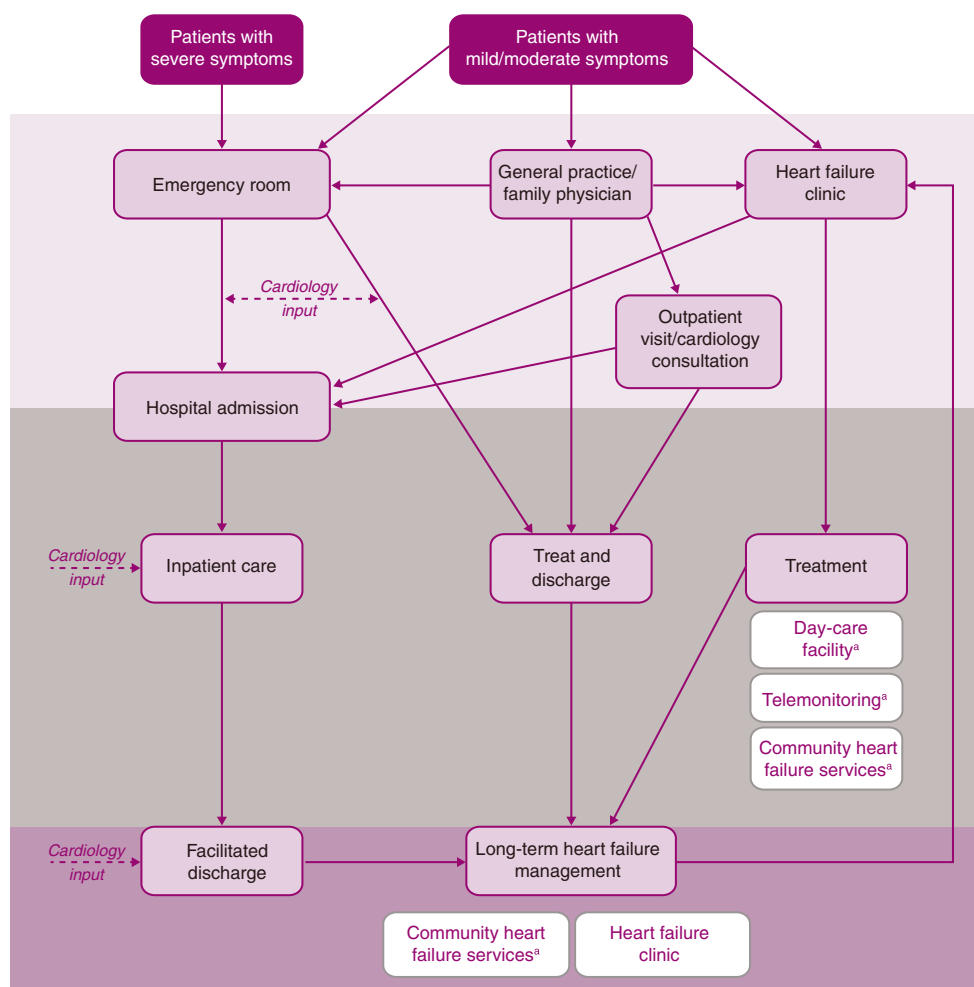 Patients with
severe symptoms
Patients with
mild/moderate symptoms
Emergency room
General practice/
family physician
Heart failure
clinic
Cardiology
input
Outpatient
visit/cardiology
consultation
Hospital admission
Cardiology
input
Inpatient care
Treat and
discharge
Treatment
Day-care
facilityᵃ
Telemonitoringᵃ
Community heart
failure servicesᵃ
Cardiology
input
Facilitated
discharge
Long-term heart failure
management
Community heart
failure servicesᵃ
Heart failure
clinic